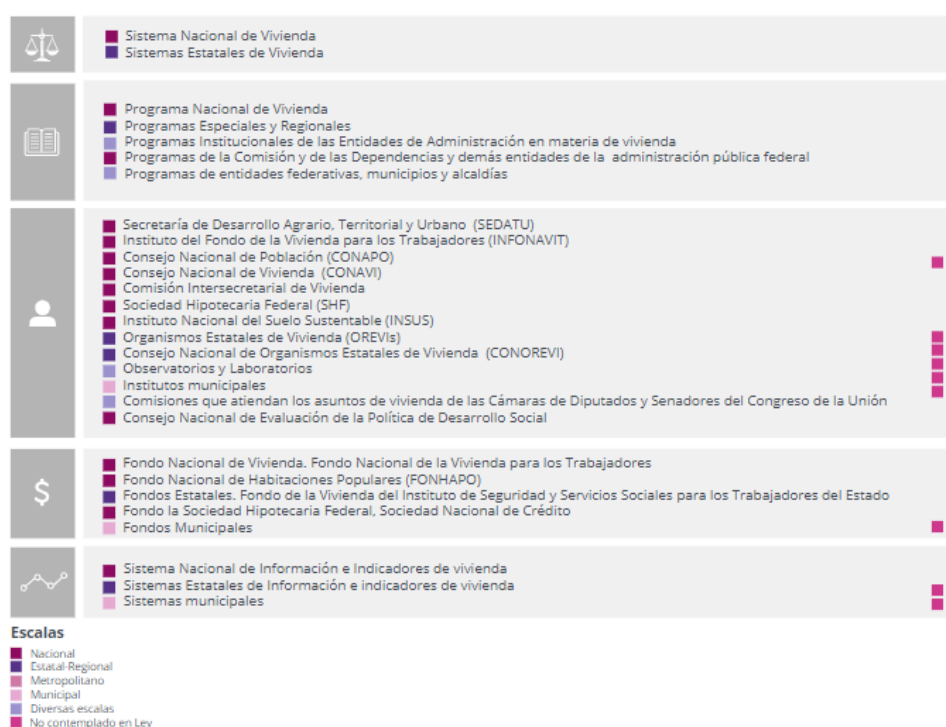 Sistema Nacional de Vivienda
Sistemas Estatales de Vivienda
Programa Nacional de Vivienda
Programas Especiales y Regionales
Programas Institucionales de las Entidades de Administración en materia de vivienda
Programas de la Comisión y de las Dependencias y demás entidades de la administración pública federal
Programas de entidades federativas, municipios y alcaldías
Secretaría de Desarrollo Agrario, Territorial y Urbano (SEDATU)
Instituto del Fondo de la Vivienda para los Trabajadores (INFONAVIT)
Consejo Nacional de Población (CONAPO)
Consejo Nacional de Vivienda (CONAVI)
Comisión Intersecretarial de Vivienda
Sociedad Hipotecaria Federal (SHF)
Instituto Nacional del Suelo Sustentable (INSUS)
Organismos Estatales de Vivienda (OREVIs)
Consejo Nacional de Organismos Estatales de Vivienda (CONOREVI)
Observatorios y Laboratorios
Institutos municipales
Comisiones que atiendan los asuntos de vivienda de las Cámaras de Diputados y Senadores del Congreso de la Unión
Consejo Nacional de Evaluación de la Política de Desarrollo Social
$
Fondo Nacional de Vivienda. Fondo Nacional de la Vivienda para los Trabajadores
Fondo Nacional de Habitaciones Populares (FONHAPO)
Fondos Estatales. Fondo de la Vivienda del Instituto de Seguridad y Servicios Sociales para los Trabajadores del Estado
Fondo la Sociedad Hipotecaria Federal, Sociedad Nacional de Crédito
Fondos Municipales
Sistema Nacional de Información e Indicadores de vivienda
Sistemas Estatales de Información e indicadores de vivienda
Sistemas municipales
Escalas
Nacional
Estatal-Regional
Metropolitano
Municipal
Diversas escalas
No contemplado en Ley